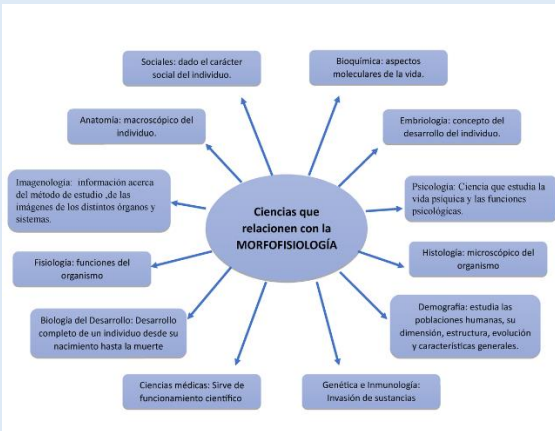 Sociales: dado el carácter
social del individuo.
Bioquímica: aspectos
moleculares de la vida.
Anatomía: macroscópico del
individuo.
Embriología: concepto del
desarrollo del individuo.
Imagenología: información acerca
del método de estudio ,de las
imágenes de los distintos órganos y
sistemas.
Psicología: Ciencia que estudia la
vida psíquica y las funciones
psicológicas.
Ciencias que
relacionen con la
MORFOFISIOLOGÍA
Fisiología: funciones del
organismo
Histología: microscópico del
organismo
Biología del Desarrollo: Desarrollo
completo de un individuo desde su
nacimiento hasta la muerte
Demografía: estudia las
poblaciones humanas, su
dimensión, estructura, evolución
y características generales.
Ciencias médicas: Sirve de
funcionamiento científico
Genética e Inmunología:
Invasión de sustancias